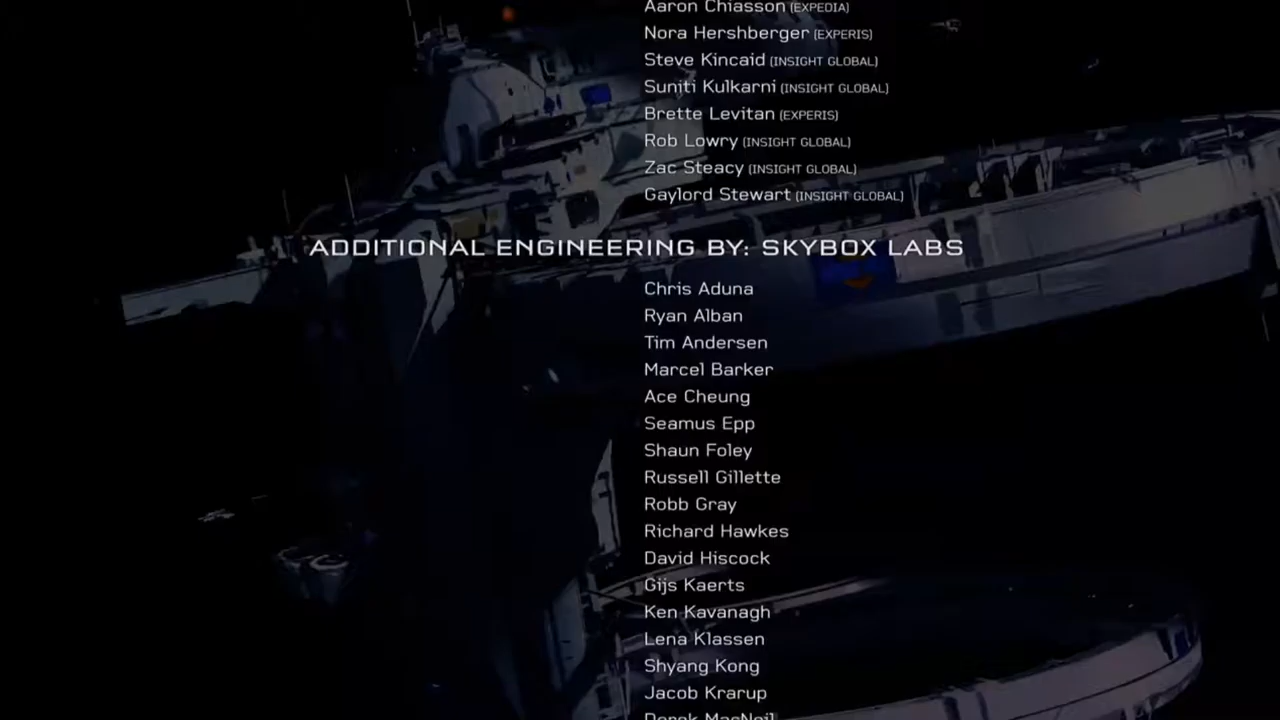 Aaron Chiasson (EXPEDIA)
Nora Hershberger (EXPERIS)
Steve Kincaid (INSIGHT GLOBAL)
Suniti Kulkarni (INSIGHT GLOBAL)
Brette Levitan (EXPERIS)
Rob Lowry (INSIGHT GLOBAL)
Zac Steacy (INSIGHT GLOBAL)
Gaylord Stewart (INSIGHT GLOBAL)
ADDITIONAL ENGINEERING BY: SKYBOX LABS
Chris Aduna
Ryan Alban
Tim Andersen
Marcel Barker
Ace Cheung
Seamus Epp
Shaun Foley
Russell Gillette
Robb Gray
Richard Hawkes
David Hiscock
Gijs Kaerts
Ken Kavanagh
Lena Klassen
Shyang Kong
Jacob Krarup
Derek MacNeil